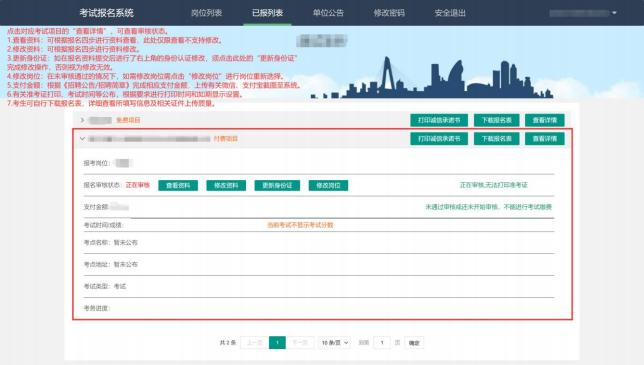 考试报名系统
岗位列表
已报列表
单位公告
修改密码
安全退出
点击对应考试项目的“查看详情”，可查看审核状态。
1.查看资料：可根据报名四步进行资料查看，此处仅限查看不支持修改。
2.修改资料：可根据报名四步进行资料修改。
3.更新身份证：如在报名资料提交后进行了右上角的身份认证修改，须点击此处的“更新身份证”
完成修改操作，否则视为修改无效。
4.修改岗位：在未审核通过的情况下，如需修改岗位需点击“修改岗位”进行岗位重新选择。
5.支付金额：根据《招聘公告/招聘简章》完成相应支付金额，上传有关微信、支付宝截图至系统。
6.有关准考证打印、考试时间等公布，根据要求进行打印时间和如期显示设置。
7.考生可自行下载报名表，详细查看所填写信息及相关证件上传质量。
免费项目
打印诚信承诺书
下载报名表
查看详情
付费项目
打印诚信承诺书
下载报名表
查看详情
报考岗位：
报名审核状态：正在审核
查看资料
修改资料
更新身份证
修改岗位
正在审核,无法打印准考证
支付金额:
未通过审核或还未开始审核，不能进行考试缴费
考试时间/成绩：
当前考试不显示考试分数
考点名称：暂未公布
考点地址：暂未公布
考试类型：考试
考务进度：
共 2 条
上一页
1
下一页
10 条/页
到第
1
页
确定